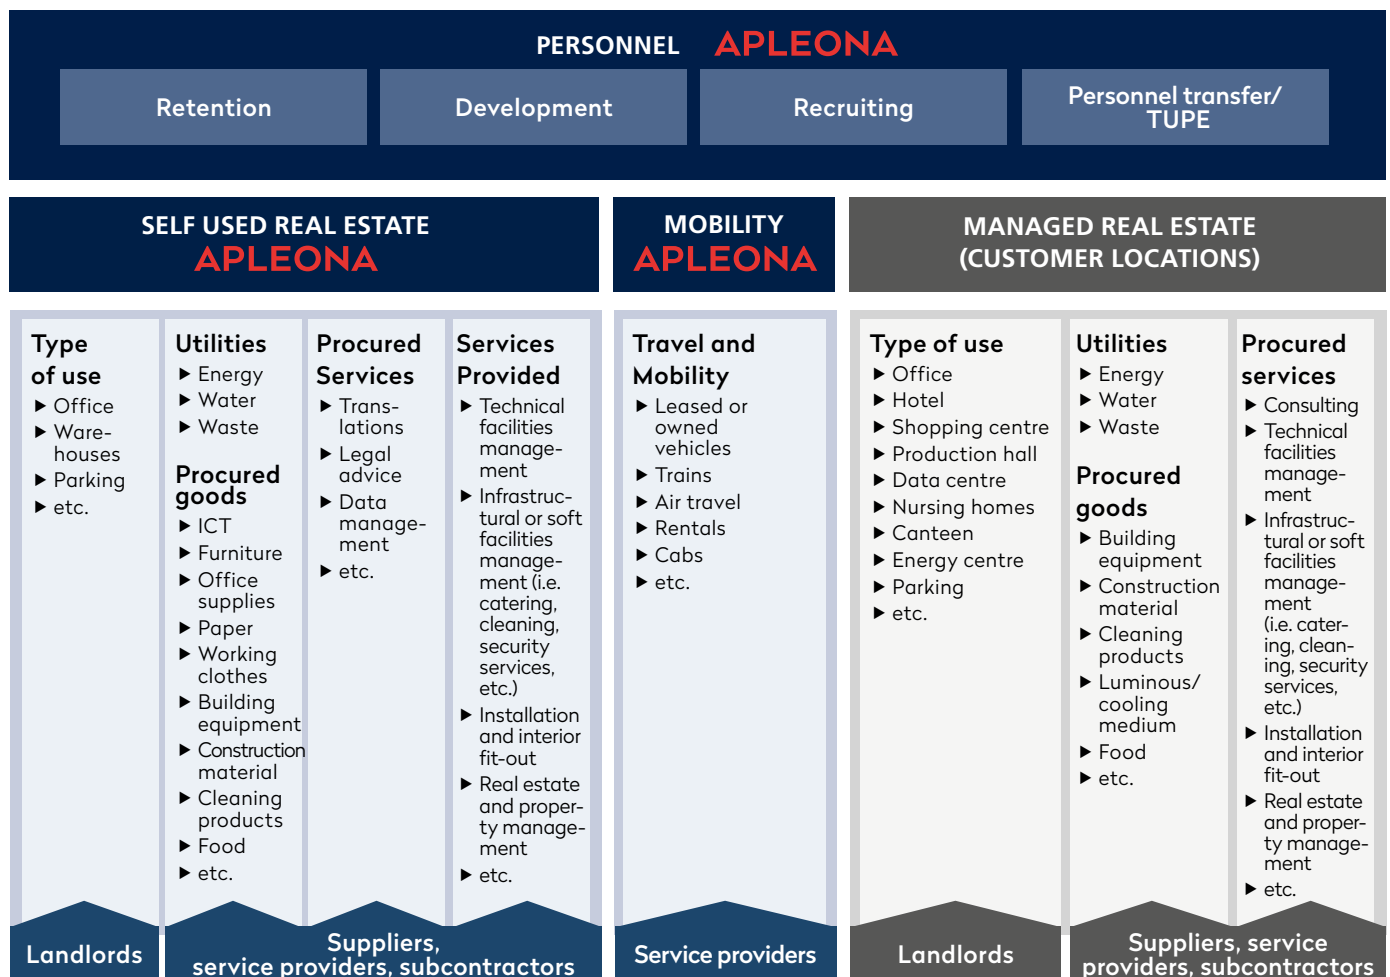 PERSONNEL APLEONA
Retention
Development
Recruiting
Personnel transfer/
TUPE
SELF USED REAL ESTATE
APLEONA
MOBILITY
APLEONA
MANAGED REAL ESTATE
(CUSTOMER LOCATIONS)
Type
of use
▶ Office
▶ Ware-
houses
▶ Parking
▶ etc.
Utilities
▶ Energy
▶ Water
▶ Waste
Procured
goods
▶ ICT
▶ Furniture
▶ Office
supplies
▶ Paper
▶ Working
clothes
▶ Building
equipment
▶ Construction
material
▶ Cleaning
products
▶ Food
▶ etc.
Procured
Services
▶ Trans-
lations
▶ Legal
advice
▶ Data
manage-
ment
▶ etc.
Services
Provided
▶ Technical
facilities
manage-
ment
▶ Infrastruc-
tural or soft
facilities
manage-
ment (i.e.
catering,
cleaning,
security
services,
etc.)
▶ Installation
and interior
fit-out
▶ Real estate
and proper-
ty manage-
ment
▶ etc.
Travel and
Mobility
▶ Leased or
owned
vehicles
▶ Trains
▶ Air travel
▶ Rentals
▶ Cabs
▶ etc.
Type of use
▶ Office
▶ Hotel
▶ Shopping centre
▶ Production hall
▶ Data centre
▶ Nursing homes
▶ Canteen
▶ Energy centre
▶ Parking
▶ etc.
Utilities
▶ Energy
▶ Water
▶ Waste
Procured
goods
▶ Building
equipment
▶ Construction
material
▶ Cleaning
products
▶ Luminous/
cooling
medium
▶ Food
▶ etc.
Procured
services
▶ Consulting
▶ Technical
facilities
manage-
ment
▶ Infrastruc-
tural or soft
facilities
manage-
ment
(i.e. cater-
ing, clean-
ing, security
services,
etc.)
▶ Installation
and interior
fit-out
▶ Real estate
and proper-
ty manage-
ment
▶ etc.
Landlords
Suppliers,
service providers, subcontractors
Service providers
Landlords
Suppliers, service
providers, subcontractors